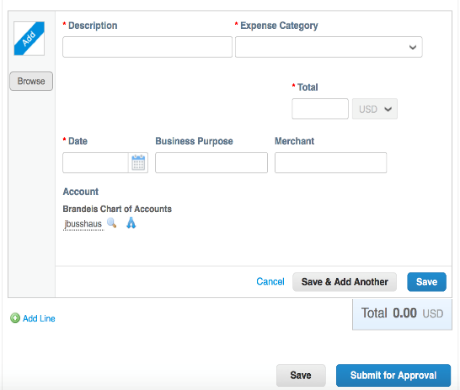 * Description * Expense Category
Add
Browse
* Total
USD
* Date Business Purpose Merchant
Account
Brandeis Chart of Accounts
jbusshaus
Cancel Save & Add Another Save
Total 0.00 USD
Add Line
Save Submit for Approval